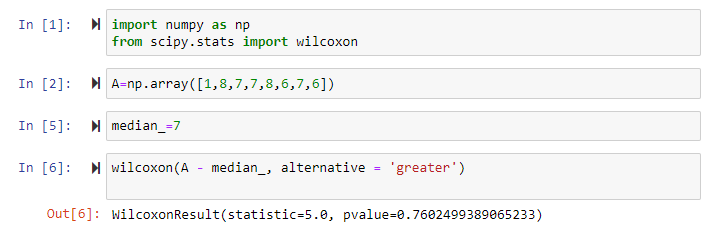 In [1]: import numpy as np
from scipy.stats import wilcoxon
In [2]: A=np.array([1,8,7,7,8,6,7,6])
In [5]: median_=7
In [6]: wilcoxon(A - median_, alternative = 'greater')
Out[6]: WilcoxonResult(statistic=5.0, pvalue=0.7602499389065233)